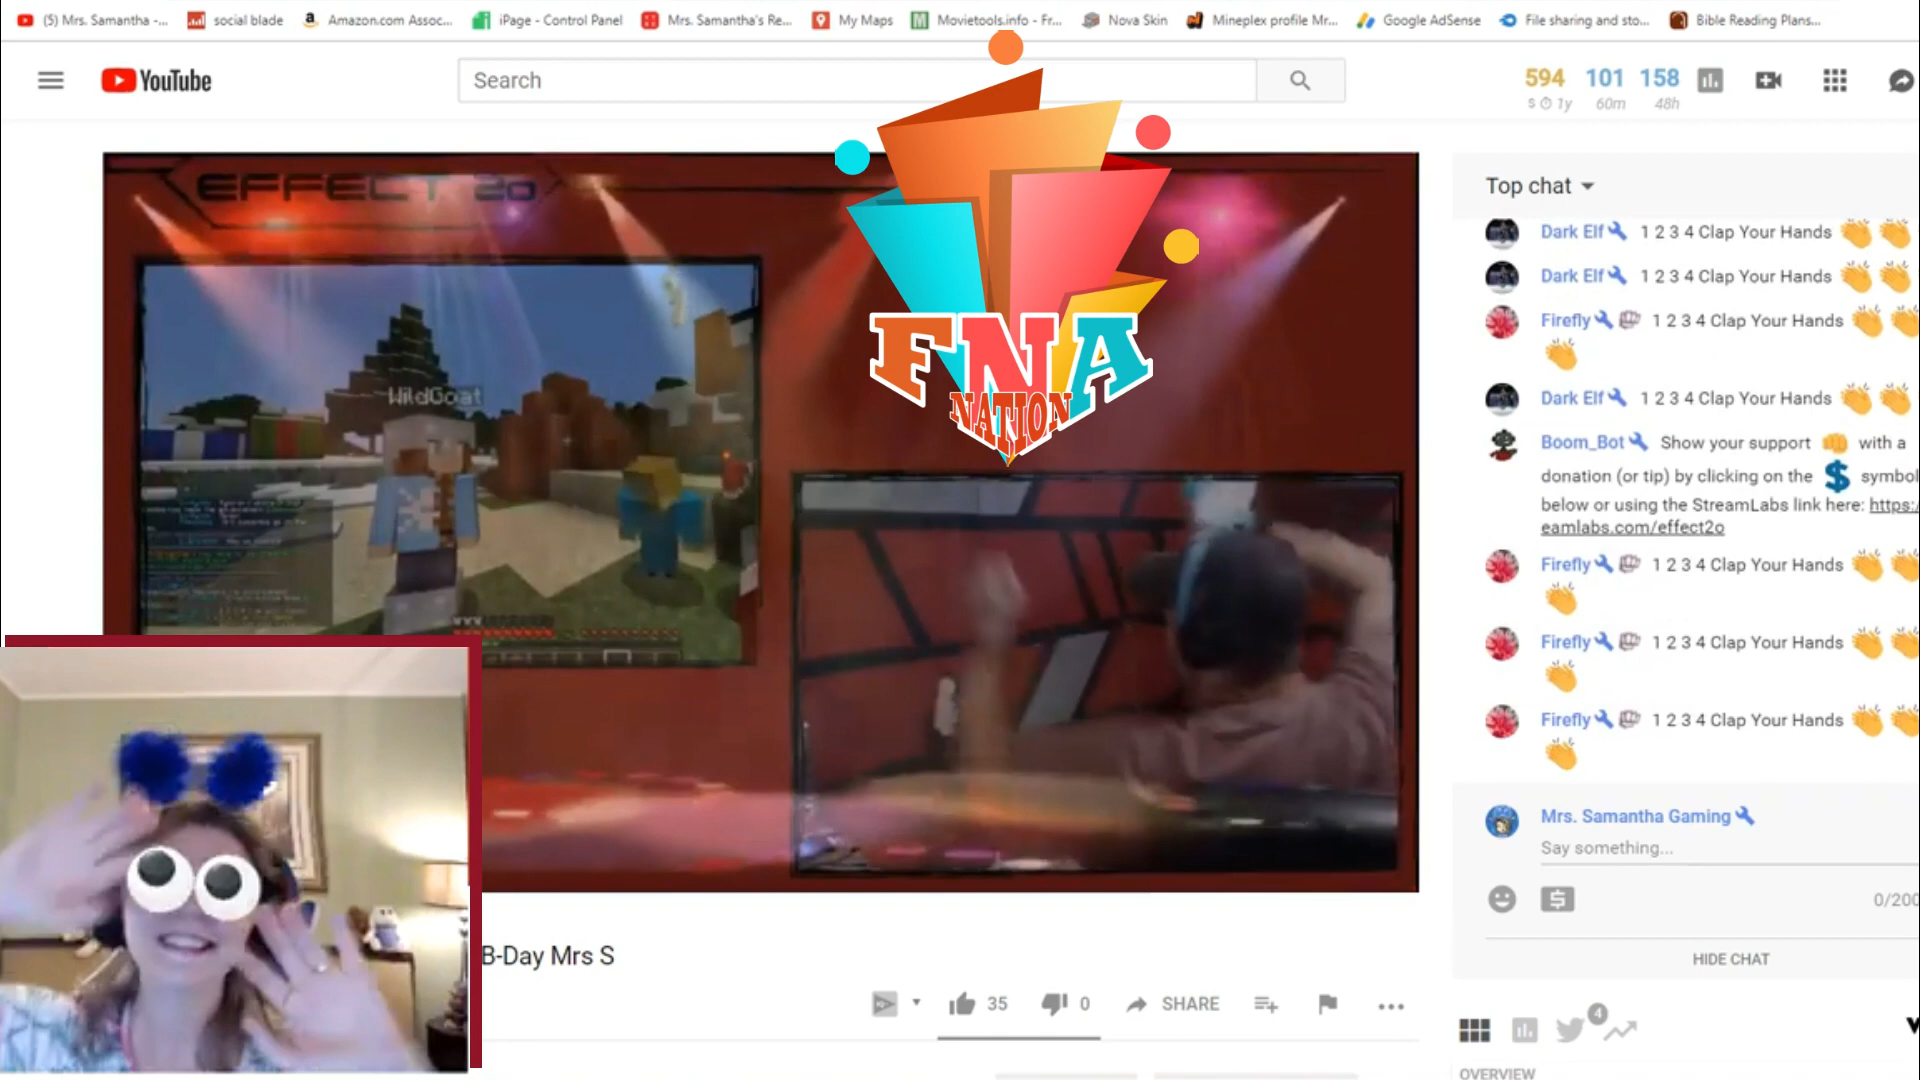 (5) Mrs. Samantha -... social blade Amazon.com Assoc... iPage - Control Panel Mrs. Samantha's Re... My Maps Movietools.info - Fr... Nova Skin Mineplex profile Mr... Google AdSense File sharing and sto... Bible Reading Plans...
YouTube Search 594 101 158
s 1y 60m 48h
EFFECT 2o
WildGoat
FNA
NATION
Top chat
Dark Elf 1 2 3 4 Clap Your Hands
Dark Elf 1 2 3 4 Clap Your Hands
Firefly 1 2 3 4 Clap Your Hands
Dark Elf 1 2 3 4 Clap Your Hands
Boom_Bot Show your support with a
donation (or tip) by clicking on the $ symbol
below or using the StreamLabs link here: https:/
eamlabs.com/effect2o
Firefly 1 2 3 4 Clap Your Hands
Firefly 1 2 3 4 Clap Your Hands
Firefly 1 2 3 4 Clap Your Hands
Mrs. Samantha Gaming
Say something...
0/200
HIDE CHAT
B-Day Mrs S
35 0 SHARE
4
OVERVIEW